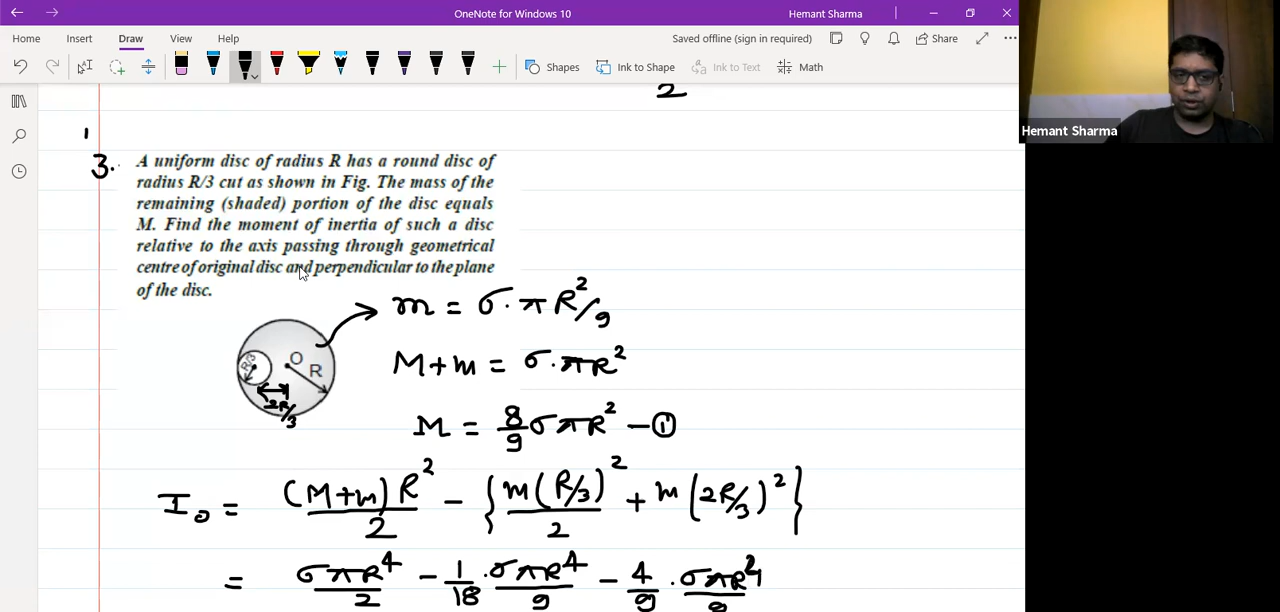 OneNote for Windows 10
Hemant Sharma
Home Insert Draw View Help
Saved offline (sign in required)
Share
Shapes
Ink to Shape
Ink to Text
Math
Hemant Sharma
2
3.
A uniform disc of radius R has a round disc of
radius R/3 cut as shown in Fig. The mass of the
remaining (shaded) portion of the disc equals
M. Find the moment of inertia of such a disc
relative to the axis passing through geometrical
centre of original disc and perpendicular to the plane
of the disc.
R/3
O
R
2R/3
m = σ·πR²/9
M+m = σ·πR²
M = 8/9 σπR² – ①
I₀ = (M+m)R²/2 – {m(R/3)²/2 + m(2R/3)²}
= σπR⁴/2 – 1/18 · σπR⁴/9 – 4/9 · σπR⁴/9